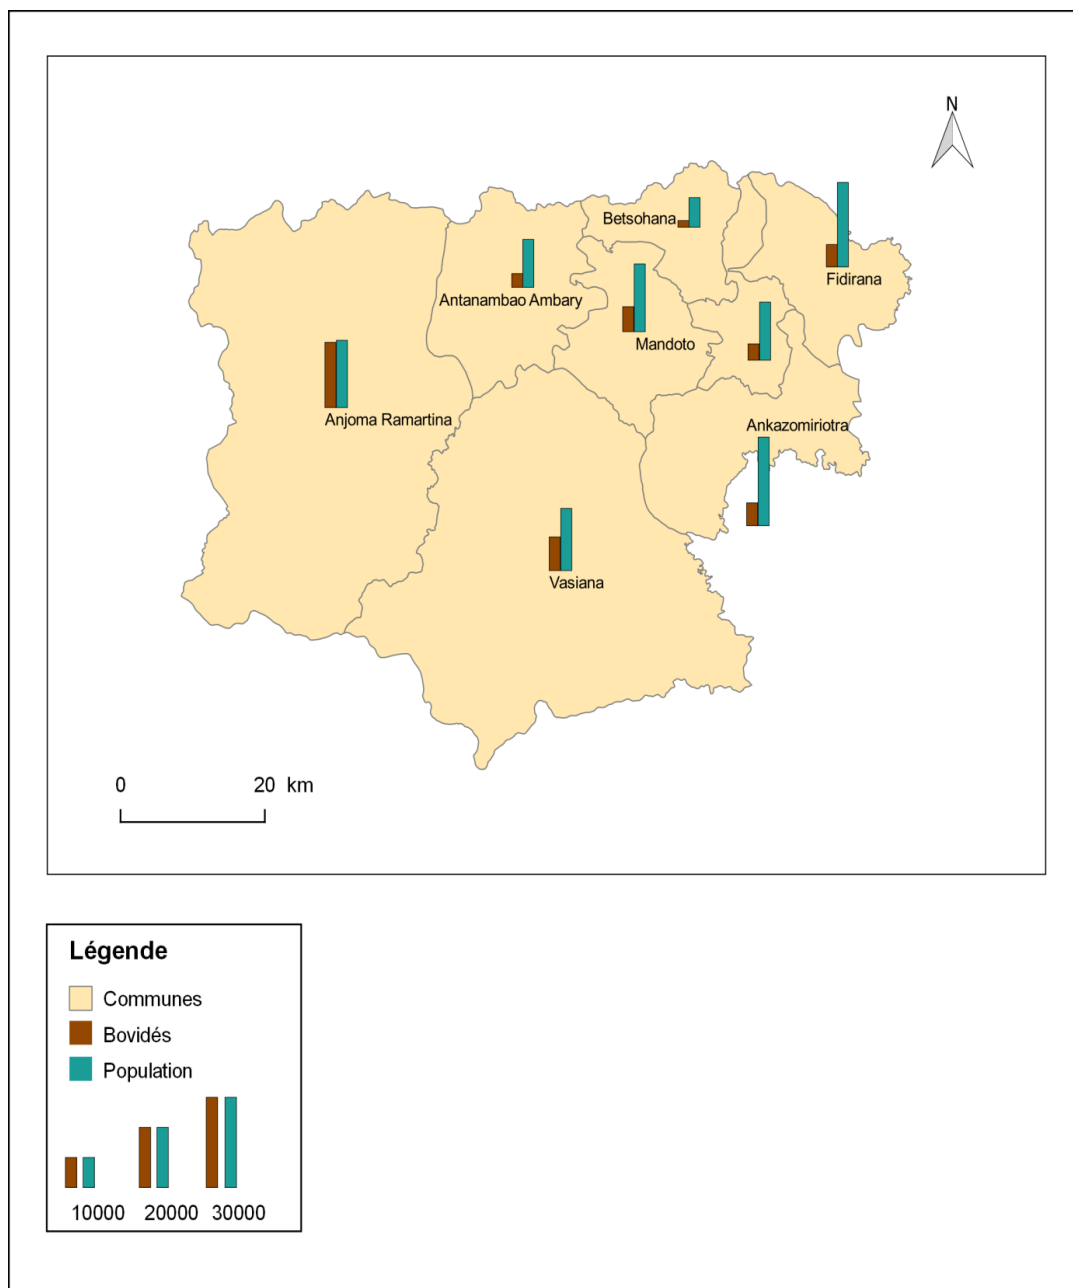 N
Betsohana
Fidirana
Antanambao Ambary
Mandoto
Anjoma Ramartina
Ankazomiriotra
Vasiana
0 20 km
Légende
Communes
Bovidés
Population
10000 20000 30000